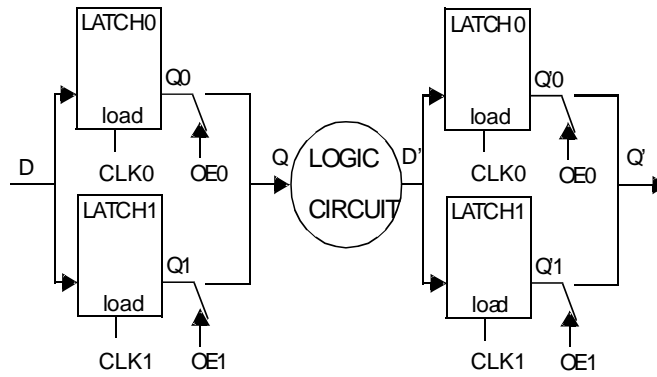 LATCH0
Q0
load
D
CLK0
OE0
LATCH1
Q1
load
CLK1
OE1
Q
LOGIC
CIRCUIT
D'
LATCH0
Q'0
load
CLK0
OE0
Q'
LATCH1
Q'1
load
CLK1
OE1